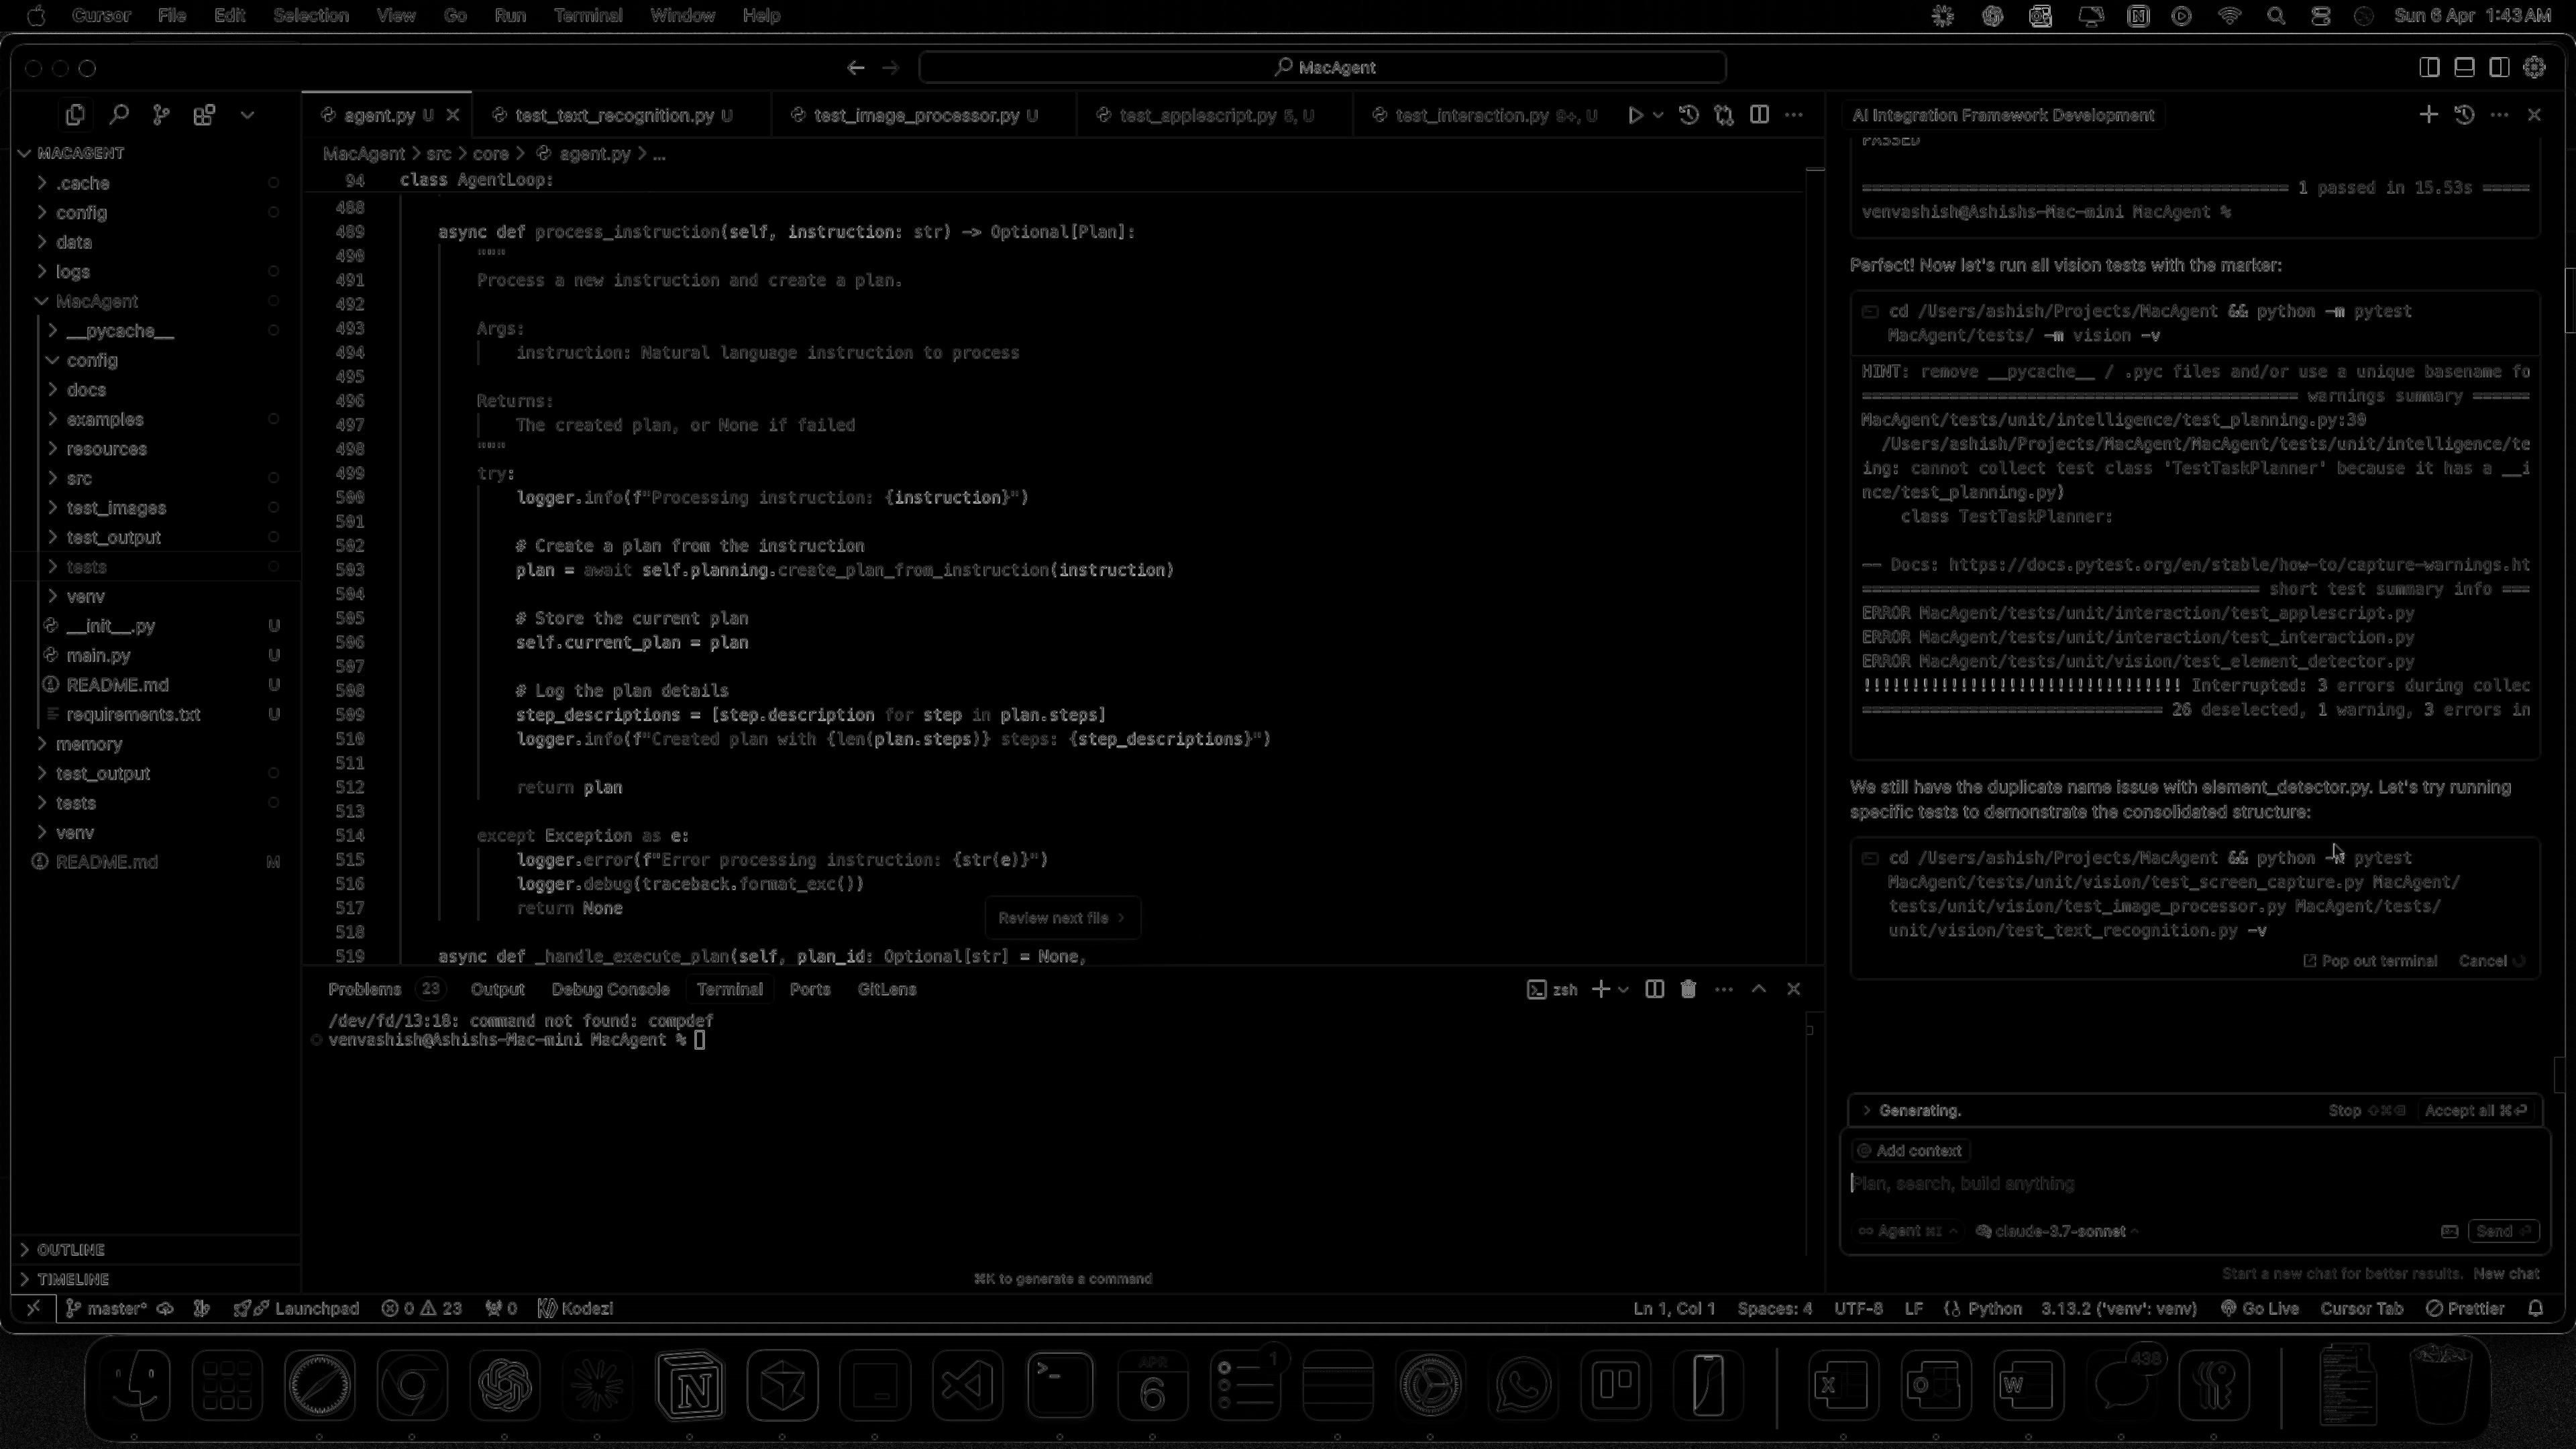 Cursor File Edit Selection View Go Run Terminal Window Help
Sun 6 Apr 1:43 AM
MacAgent
agent.py U
test_text_recognition.py U
test_image_processor.py U
test_applescript.py 6, U
test_interaction.py 9+, U
MACAGENT
.cache
config
data
logs
MacAgent
__pycache__
config
docs
examples
resources
src
test_images
test_output
tests
venv
__init__.py U
main.py U
README.md U
requirements.txt U
memory
test_output
tests
venv
README.md M
OUTLINE
TIMELINE
MacAgent > src > core > agent.py > ...
94 class AgentLoop:
488
489 async def process_instruction(self, instruction: str) -> Optional[Plan]:
490 """
491 Process a new instruction and create a plan.
492
493 Args:
494 instruction: Natural language instruction to process
495
496 Returns:
497 The created plan, or None if failed
498 """
499 try:
500 logger.info(f"Processing instruction: {instruction}")
501
502 # Create a plan from the instruction
503 plan = await self.planning.create_plan_from_instruction(instruction)
504
505 # Store the current plan
506 self.current_plan = plan
507
508 # Log the plan details
509 step_descriptions = [step.description for step in plan.steps]
510 logger.info(f"Created plan with {len(plan.steps)} steps: {step_descriptions}")
511
512 return plan
513
514 except Exception as e:
515 logger.error(f"Error processing instruction: {str(e)}")
516 logger.debug(traceback.format_exc())
517 return None
518
519 async def _handle_execute_plan(self, plan_id: Optional[str] = None,
Review next file >
Problems 23 Output Debug Console Terminal Ports GitLens
zsh
/dev/fd/13:18: command not found: compdef
venvashish@Ashishs-Mac-mini MacAgent %
⌘K to generate a command
AI Integration Framework Development
PASSED
=========================================== 1 passed in 15.53s =====
venvashish@Ashishs-Mac-mini MacAgent %
Perfect! Now let's run all vision tests with the marker:
cd /Users/ashish/Projects/MacAgent && python -m pytest
MacAgent/tests/ -m vision -v
HINT: remove __pycache__ / .pyc files and/or use a unique basename fo
============================================ warnings summary ======
MacAgent/tests/unit/intelligence/test_planning.py:30
/Users/ashish/Projects/MacAgent/MacAgent/tests/unit/intelligence/te
ing: cannot collect test class 'TestTaskPlanner' because it has a __i
nce/test_planning.py)
class TestTaskPlanner:
-- Docs: https://docs.pytest.org/en/stable/how-to/capture-warnings.ht
======================================== short test summary info ===
ERROR MacAgent/tests/unit/interaction/test_applescript.py
ERROR MacAgent/tests/unit/interaction/test_interaction.py
ERROR MacAgent/tests/unit/vision/test_element_detector.py
!!!!!!!!!!!!!!!!!!!!!!!!!!!!!!!!! Interrupted: 3 errors during collec
=============================== 26 deselected, 1 warning, 3 errors in
We still have the duplicate name issue with element_detector.py. Let's try running
specific tests to demonstrate the consolidated structure:
cd /Users/ashish/Projects/MacAgent && python -m pytest
MacAgent/tests/unit/vision/test_screen_capture.py MacAgent/
tests/unit/vision/test_image_processor.py MacAgent/tests/
unit/vision/test_text_recognition.py -v
Pop out terminal Cancel
Generating. Stop ⇧⌘⌫ Accept all ⌘⏎
Add context
Plan, search, build anything
Agent ⌘I claude-3.7-sonnet Send
Start a new chat for better results. New chat
master* Launchpad 0 23 0 Kodezi
Ln 1, Col 1 Spaces: 4 UTF-8 LF Python 3.13.2 ('venv': venv) Go Live Cursor Tab Prettier
N
>_
APR
6
1
X
O
W
438